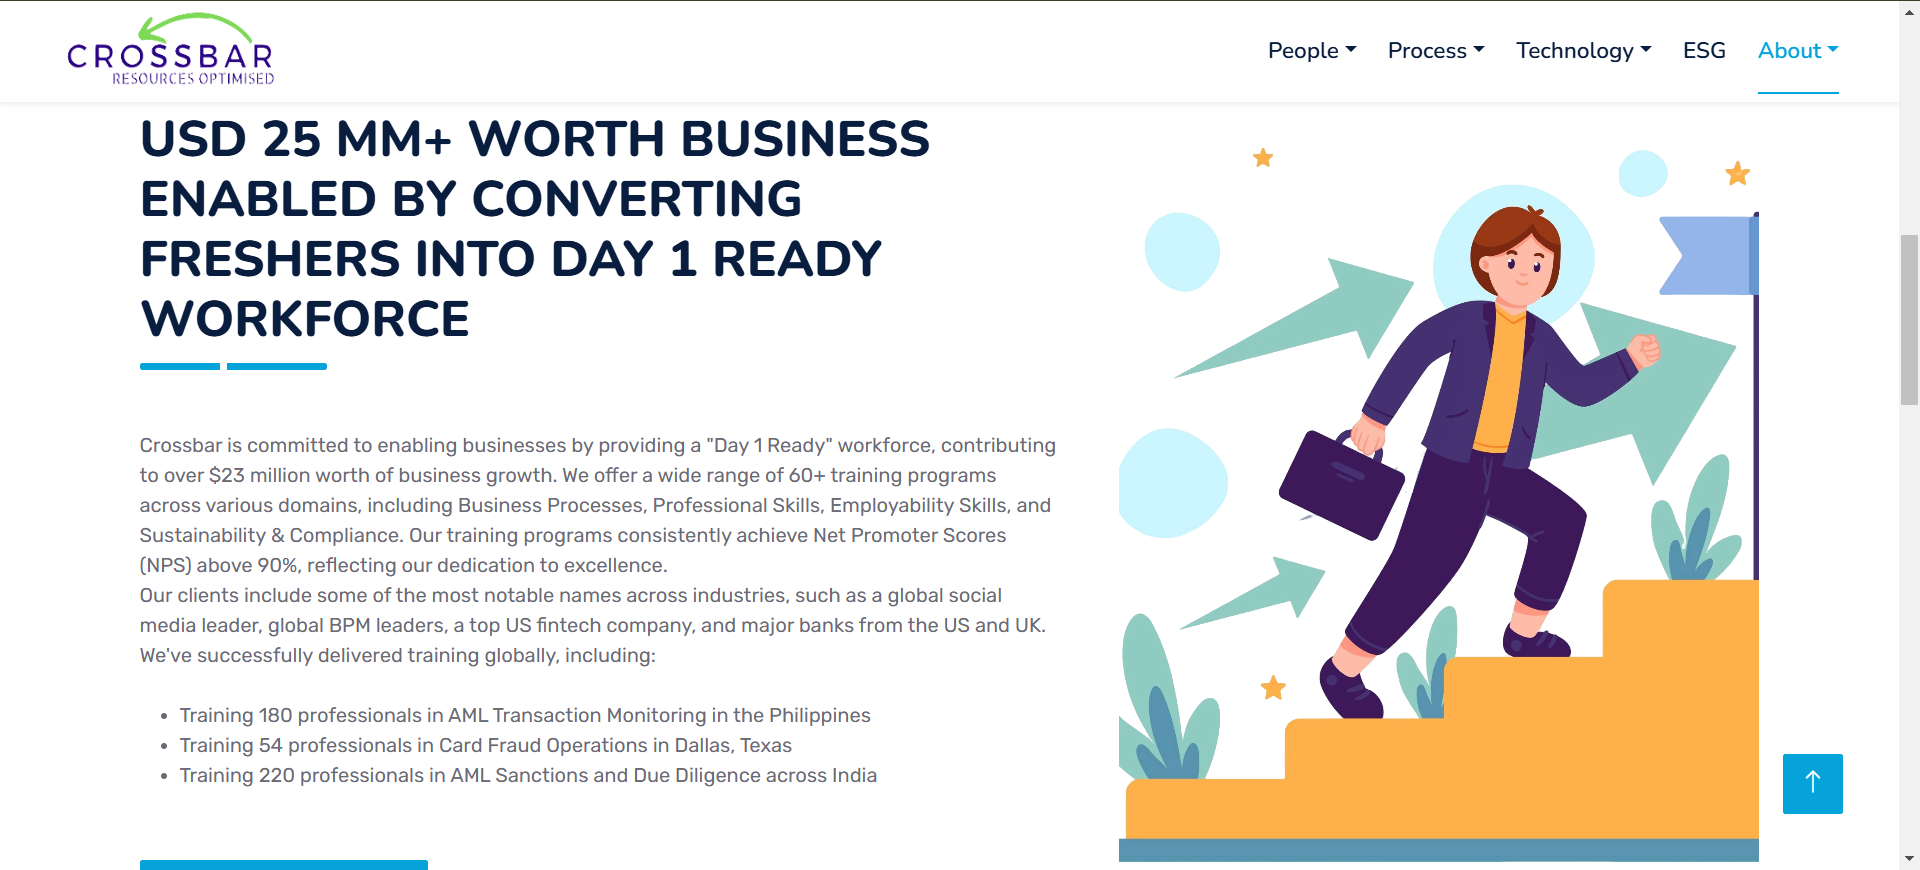 CROSSBAR
RESOURCES OPTIMISED
People
Process
Technology
ESG
About
USD 25 MM+ WORTH BUSINESS
ENABLED BY CONVERTING
FRESHERS INTO DAY 1 READY
WORKFORCE
Crossbar is committed to enabling businesses by providing a "Day 1 Ready" workforce, contributing
to over $23 million worth of business growth. We offer a wide range of 60+ training programs
across various domains, including Business Processes, Professional Skills, Employability Skills, and
Sustainability & Compliance. Our training programs consistently achieve Net Promoter Scores
(NPS) above 90%, reflecting our dedication to excellence.
Our clients include some of the most notable names across industries, such as a global social
media leader, global BPM leaders, a top US fintech company, and major banks from the US and UK.
We've successfully delivered training globally, including:
• Training 180 professionals in AML Transaction Monitoring in the Philippines
• Training 54 professionals in Card Fraud Operations in Dallas, Texas
• Training 220 professionals in AML Sanctions and Due Diligence across India